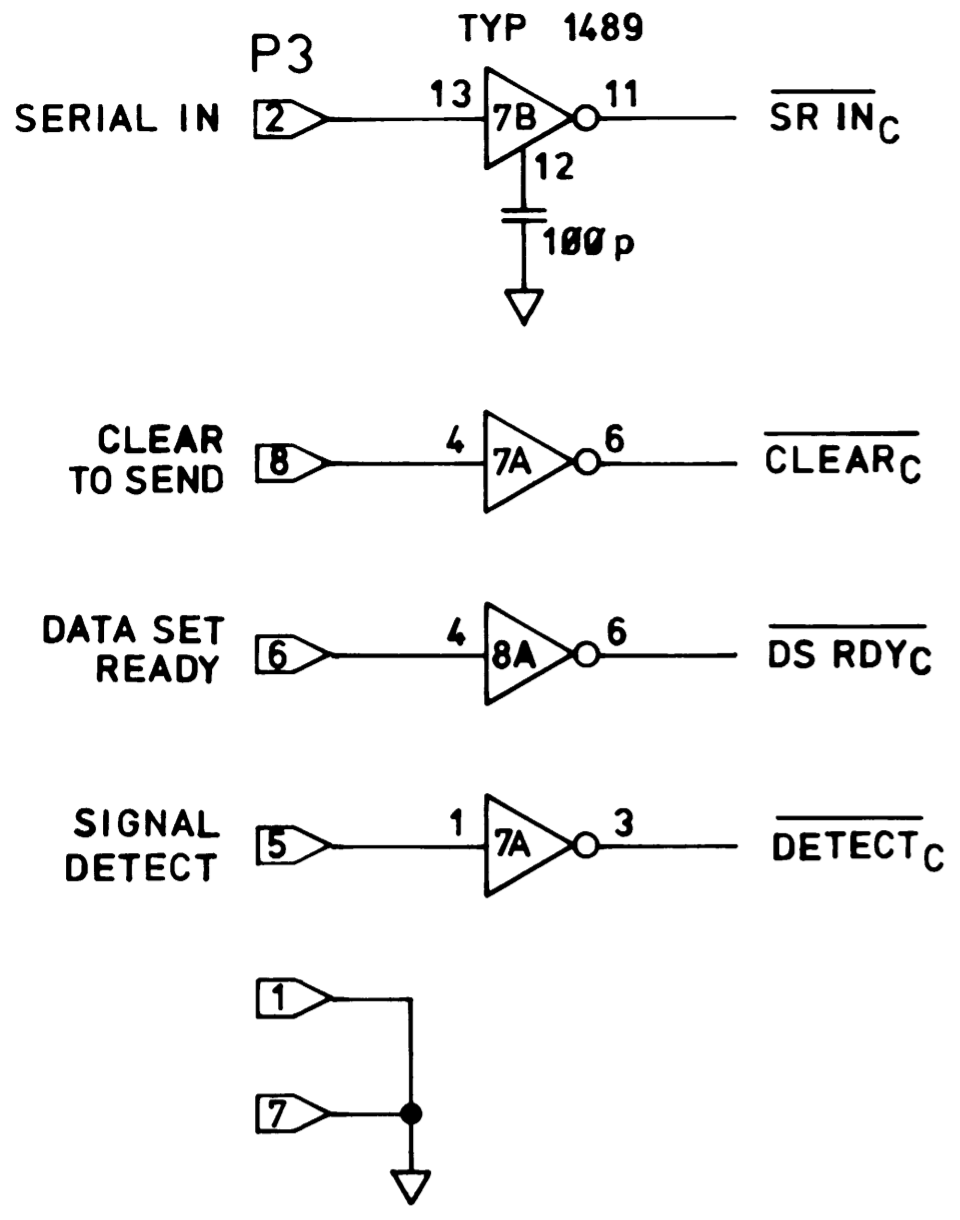 TYP 1489
P3
SERIAL IN 2 13 7B 11 SR IN C
12
100 p
CLEAR
TO SEND 8 4 7A 6 CLEAR C
DATA SET
READY 6 4 8A 6 DS RDY C
SIGNAL
DETECT 5 1 7A 3 DETECT C
1
7